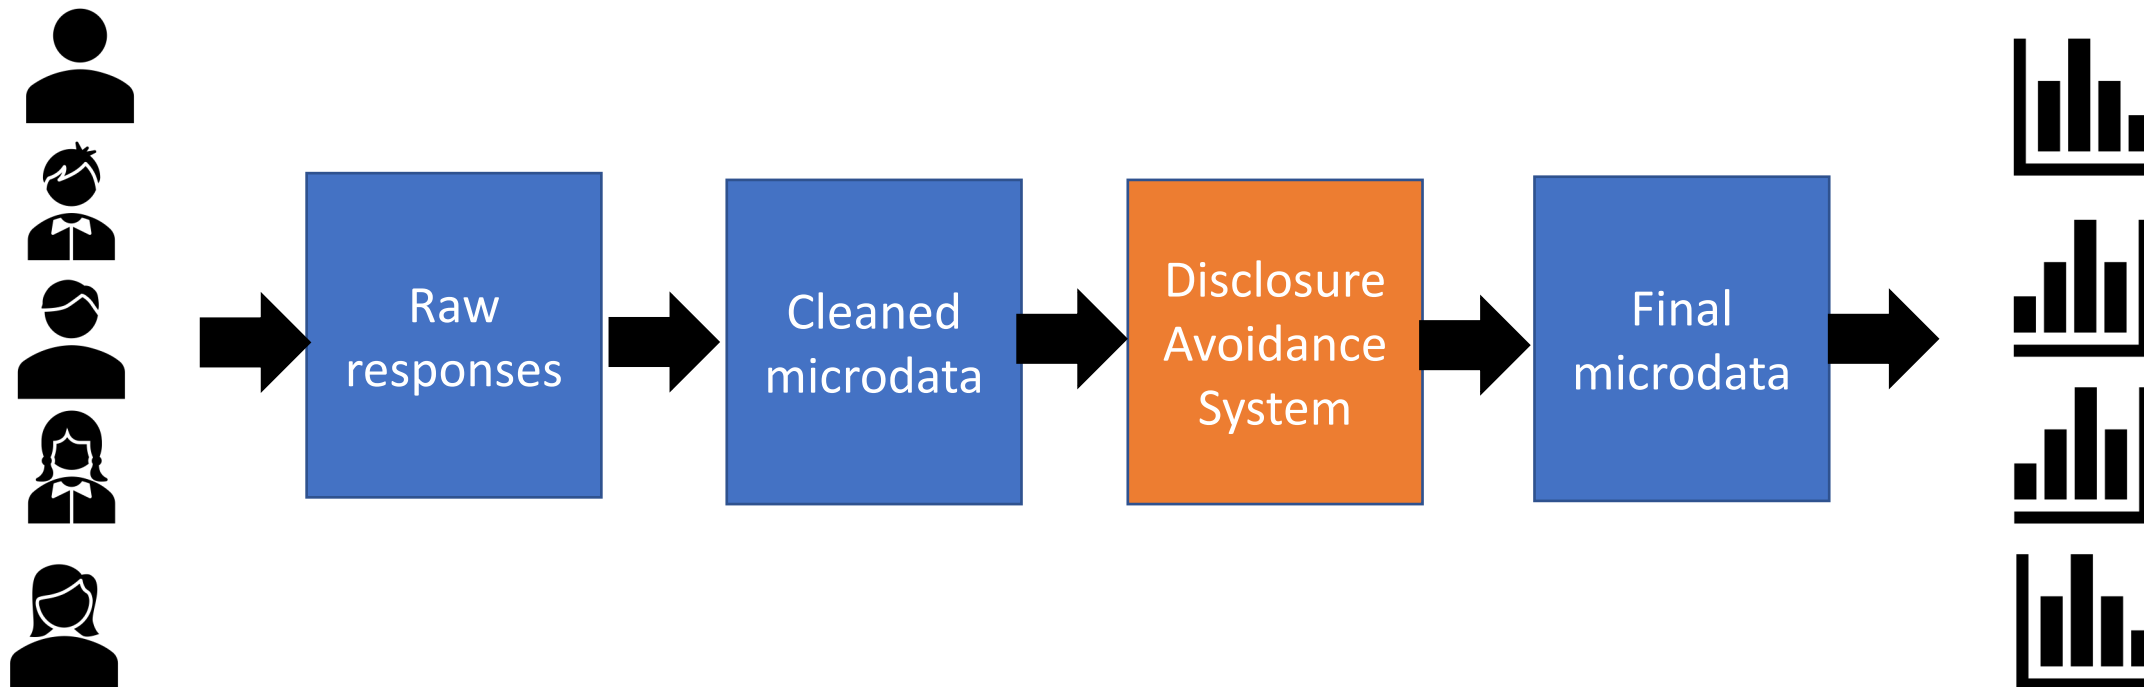 Raw
responses
Cleaned
microdata
Disclosure
Avoidance
System
Final
microdata